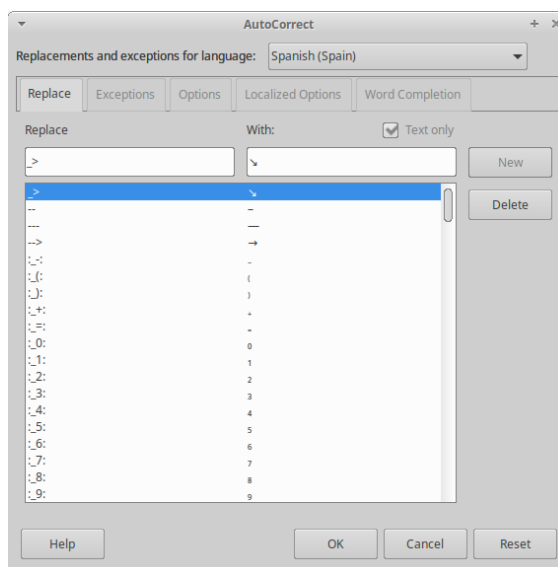 AutoCorrect
Replacements and exceptions for language: Spanish (Spain)
Replace Exceptions Options Localized Options Word Completion
Replace With: Text only
_> ↘ New
_> ↘ Delete
-- –
--- —
--> →
:_-: ₋
:_(: ₍
:_): ₎
:_+: ₊
:_=: ₌
:_0: ₀
:_1: ₁
:_2: ₂
:_3: ₃
:_4: ₄
:_5: ₅
:_6: ₆
:_7: ₇
:_8: ₈
:_9: ₉
Help OK Cancel Reset